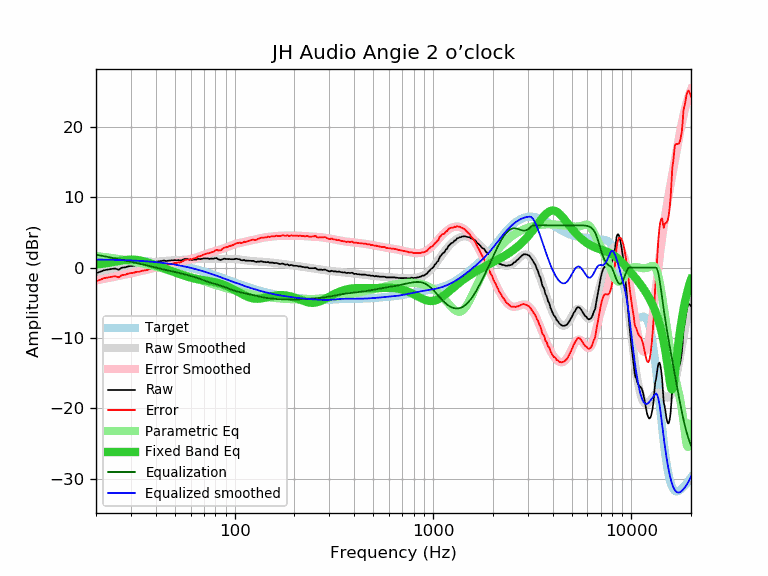 JH Audio Angie 2 o’clock
Amplitude (dBr)
20
10
0
−10
−20
−30
Target
Raw Smoothed
Error Smoothed
Raw
Error
Parametric Eq
Fixed Band Eq
Equalization
Equalized smoothed
100 1000 10000
Frequency (Hz)